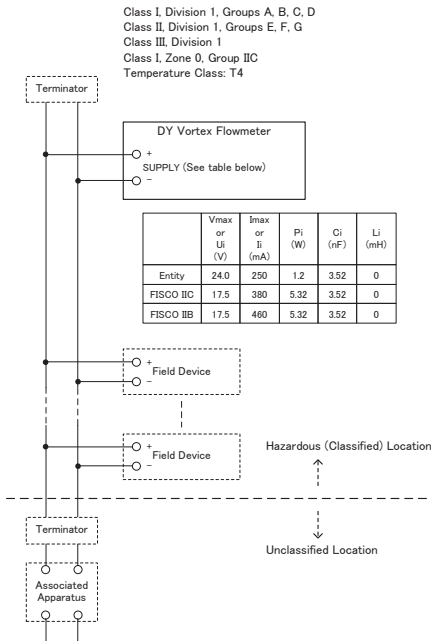 Class I, Division 1, Groups A, B, C, D
Class II, Division 1, Groups E, F, G
Class III, Division 1
Class I, Zone 0, Group IIC
Temperature Class: T4
Terminator
DY Vortex Flowmeter
+
SUPPLY (See table below)
−
Vmax or Ui (V) Imax or Ii (mA) Pi (W) Ci (nF) Li (mH)
Entity 24.0 250 1.2 3.52 0
FISCO IIC 17.5 380 5.32 3.52 0
FISCO IIB 17.5 460 5.32 3.52 0
+
Field Device
−
+
Field Device
−
Hazardous (Classified) Location
Unclassified Location
Terminator
Associated
Apparatus